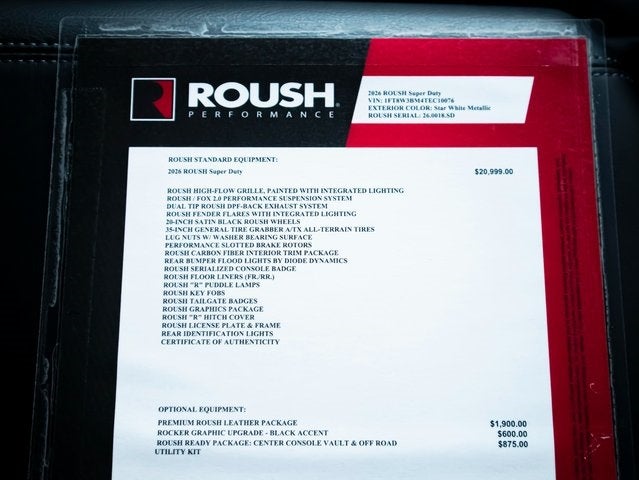 ROUSH®
PERFORMANCE
2026 ROUSH Super Duty
VIN: 1FT8W3BM4TEC10076
EXTERIOR COLOR: Star White Metallic
ROUSH SERIAL: 26.0018.SD
ROUSH STANDARD EQUIPMENT:
2026 ROUSH Super Duty $20,999.00
ROUSH HIGH-FLOW GRILLE, PAINTED WITH INTEGRATED LIGHTING
ROUSH / FOX 2.0 PERFORMANCE SUSPENSION SYSTEM
DUAL TIP ROUSH DPF-BACK EXHAUST SYSTEM
ROUSH FENDER FLARES WITH INTEGRATED LIGHTING
20-INCH SATIN BLACK ROUSH WHEELS
35-INCH GENERAL TIRE GRABBER A/TX ALL-TERRAIN TIRES
LUG NUTS W/ WASHER BEARING SURFACE
PERFORMANCE SLOTTED BRAKE ROTORS
ROUSH CARBON FIBER INTERIOR TRIM PACKAGE
REAR BUMPER FLOOD LIGHTS BY DIODE DYNAMICS
ROUSH SERIALIZED CONSOLE BADGE
ROUSH FLOOR LINERS (FR./RR.)
ROUSH "R" PUDDLE LAMPS
ROUSH KEY FOBS
ROUSH TAILGATE BADGES
ROUSH GRAPHICS PACKAGE
ROUSH "R" HITCH COVER
ROUSH LICENSE PLATE & FRAME
REAR IDENTIFICATION LIGHTS
CERTIFICATE OF AUTHENTICITY
OPTIONAL EQUIPMENT:
PREMIUM ROUSH LEATHER PACKAGE $1,900.00
ROCKER GRAPHIC UPGRADE - BLACK ACCENT $600.00
ROUSH READY PACKAGE: CENTER CONSOLE VAULT & OFF ROAD $875.00
UTILITY KIT